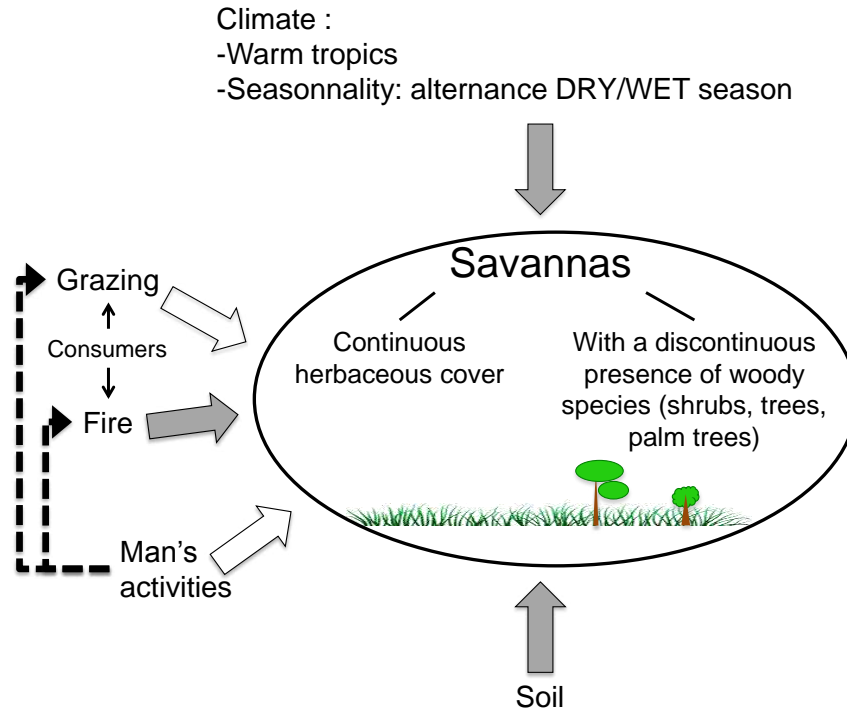 Climate :
-Warm tropics
-Seasonnality: alternance DRY/WET season
Savannas
Continuous
herbaceous cover
With a discontinuous
presence of woody
species (shrubs, trees,
palm trees)
Grazing
Consumers
Fire
Man's
activities
Soil